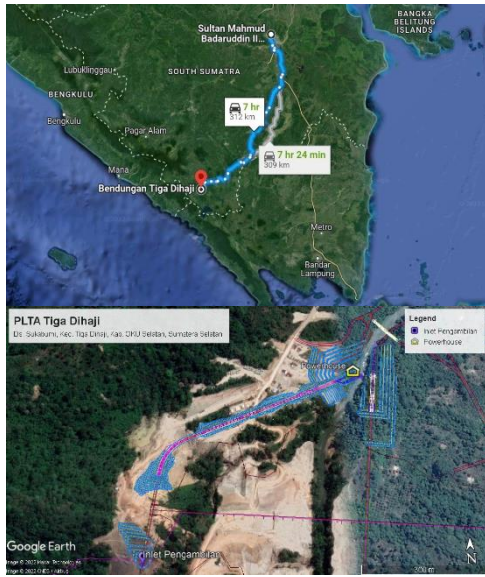 BANGKA
BELITUNG
ISLANDS
Sultan Mahmud
Badaruddin II...
Lubuklinggau
SOUTH SUMATRA
BENGKULU
7 hr
312 km
Bengkulu
Pagar Alam
7 hr 24 min
309 km
Manna
Bendungan Tiga Dihaji
Metro
Bandar
Lampung
PLTA Tiga Dihaji
Ds. Sukabumi, Kec. Tiga Dihaji, Kab. OKU Selatan, Sumatera Selatan
Legend
Inlet Pengambilan
Powerhouse
Powerhouse
Inlet Pengambilan
Google Earth
N
300 m